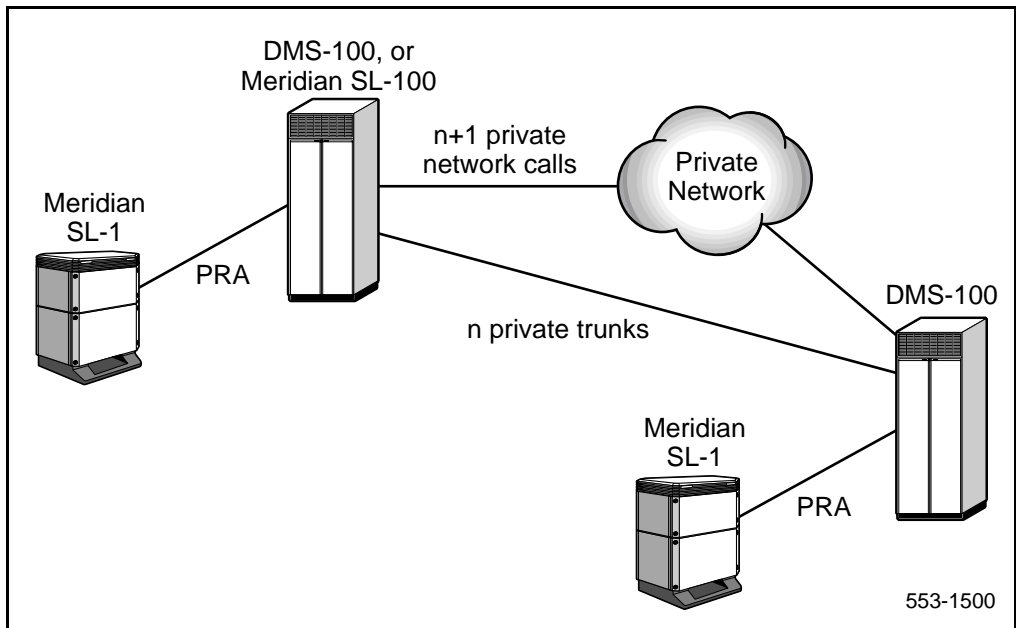 DMS-100, or
Meridian SL-100
n+1 private
network calls
Private
Network
Meridian
SL-1
PRA
DMS-100
n private trunks
Meridian
SL-1
PRA
553-1500